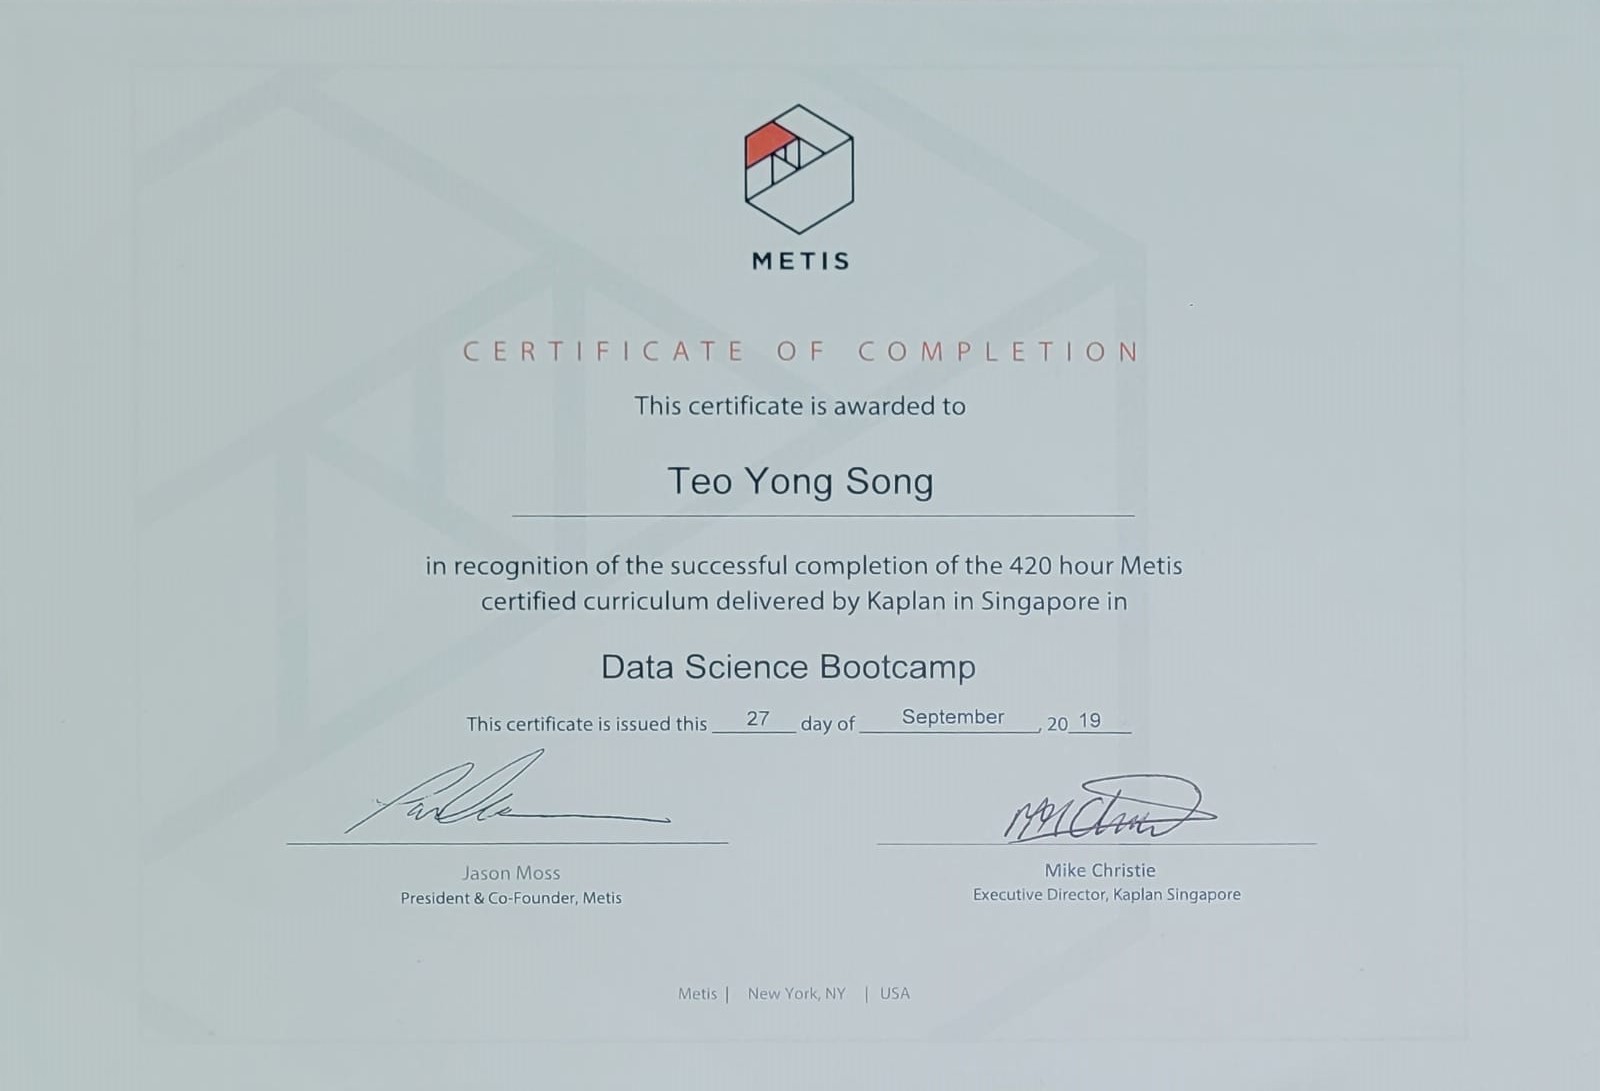 METIS
CERTIFICATE OF COMPLETION
This certificate is awarded to
Teo Yong Song
in recognition of the successful completion of the 420 hour Metis
certified curriculum delivered by Kaplan in Singapore in
Data Science Bootcamp
This certificate is issued this 27 day of September, 20 19
Jason Moss
President & Co-Founder, Metis
Mike Christie
Executive Director, Kaplan Singapore
Metis | New York, NY | USA